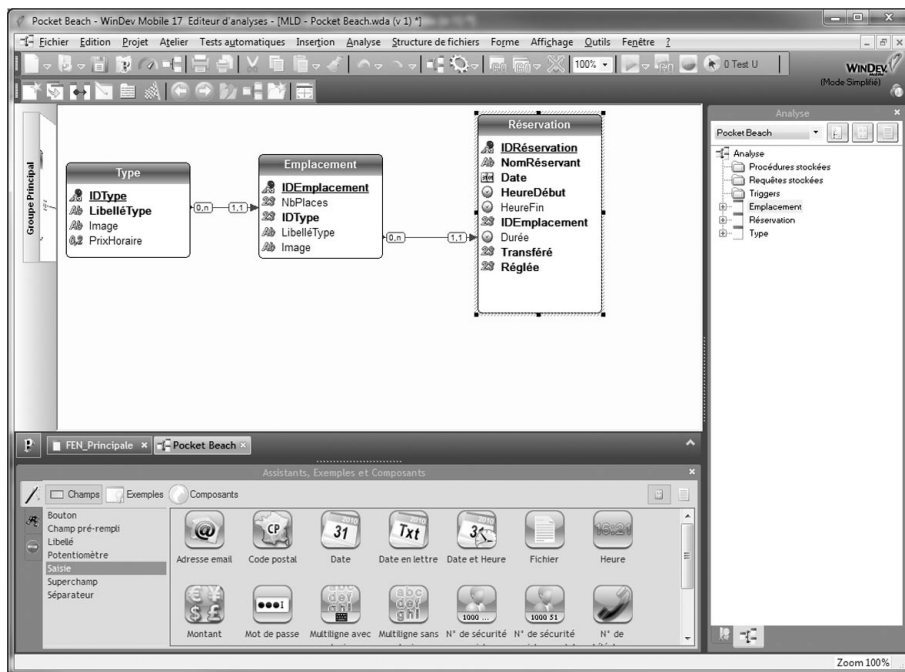 Pocket Beach - WinDev Mobile 17 Editeur d'analyses - [MLD - Pocket Beach.wda (v 1) *]
Fichier Edition Projet Atelier Tests automatiques Insertion Analyse Structure de fichiers Forme Affichage Outils Fenêtre ?
100% 0 Test U
WINDEV
(Mode Simplifié)
Groupe Principal
Type
IDType
LibelléType
Image
PrixHoraire
0,n 1,1
Emplacement
IDEmplacement
NbPlaces
IDType
LibelléType
Image
0,n 1,1
Réservation
IDRéservation
NomRéservant
Date
HeureDébut
HeureFin
IDEmplacement
Durée
Transféré
Réglée
Analyse
Pocket Beach
Analyse
Procédures stockées
Requêtes stockées
Triggers
Emplacement
Réservation
Type
FEN_Principale Pocket Beach
Assistants, Exemples et Composants
Champs Exemples Composants
Bouton
Champ pré-rempli
Libellé
Potentiomètre
Saisie
Superchamp
Séparateur
CP 31 Txt 15:21
Adresse email Code postal Date Date en lettre Date et Heure Fichier Heure
1000 ... 1000 51
Montant Mot de passe Multiligne avec Multiligne sans N° de sécurité N° de sécurité N° de
Zoom 100%